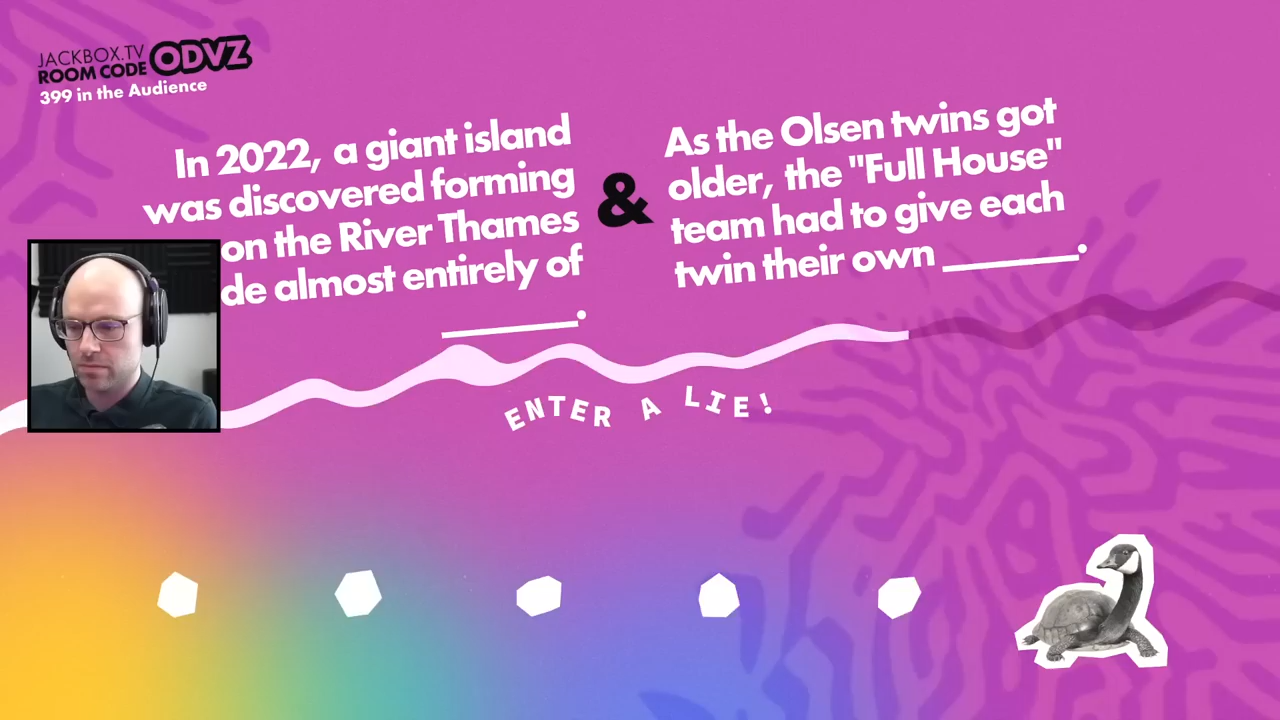 JACKBOX.TV
ROOM CODE ODVZ
399 in the Audience
In 2022, a giant island
was discovered forming
on the River Thames
de almost entirely of
______.
&
As the Olsen twins got
older, the "Full House"
team had to give each
twin their own ______.
ENTER A LIE!